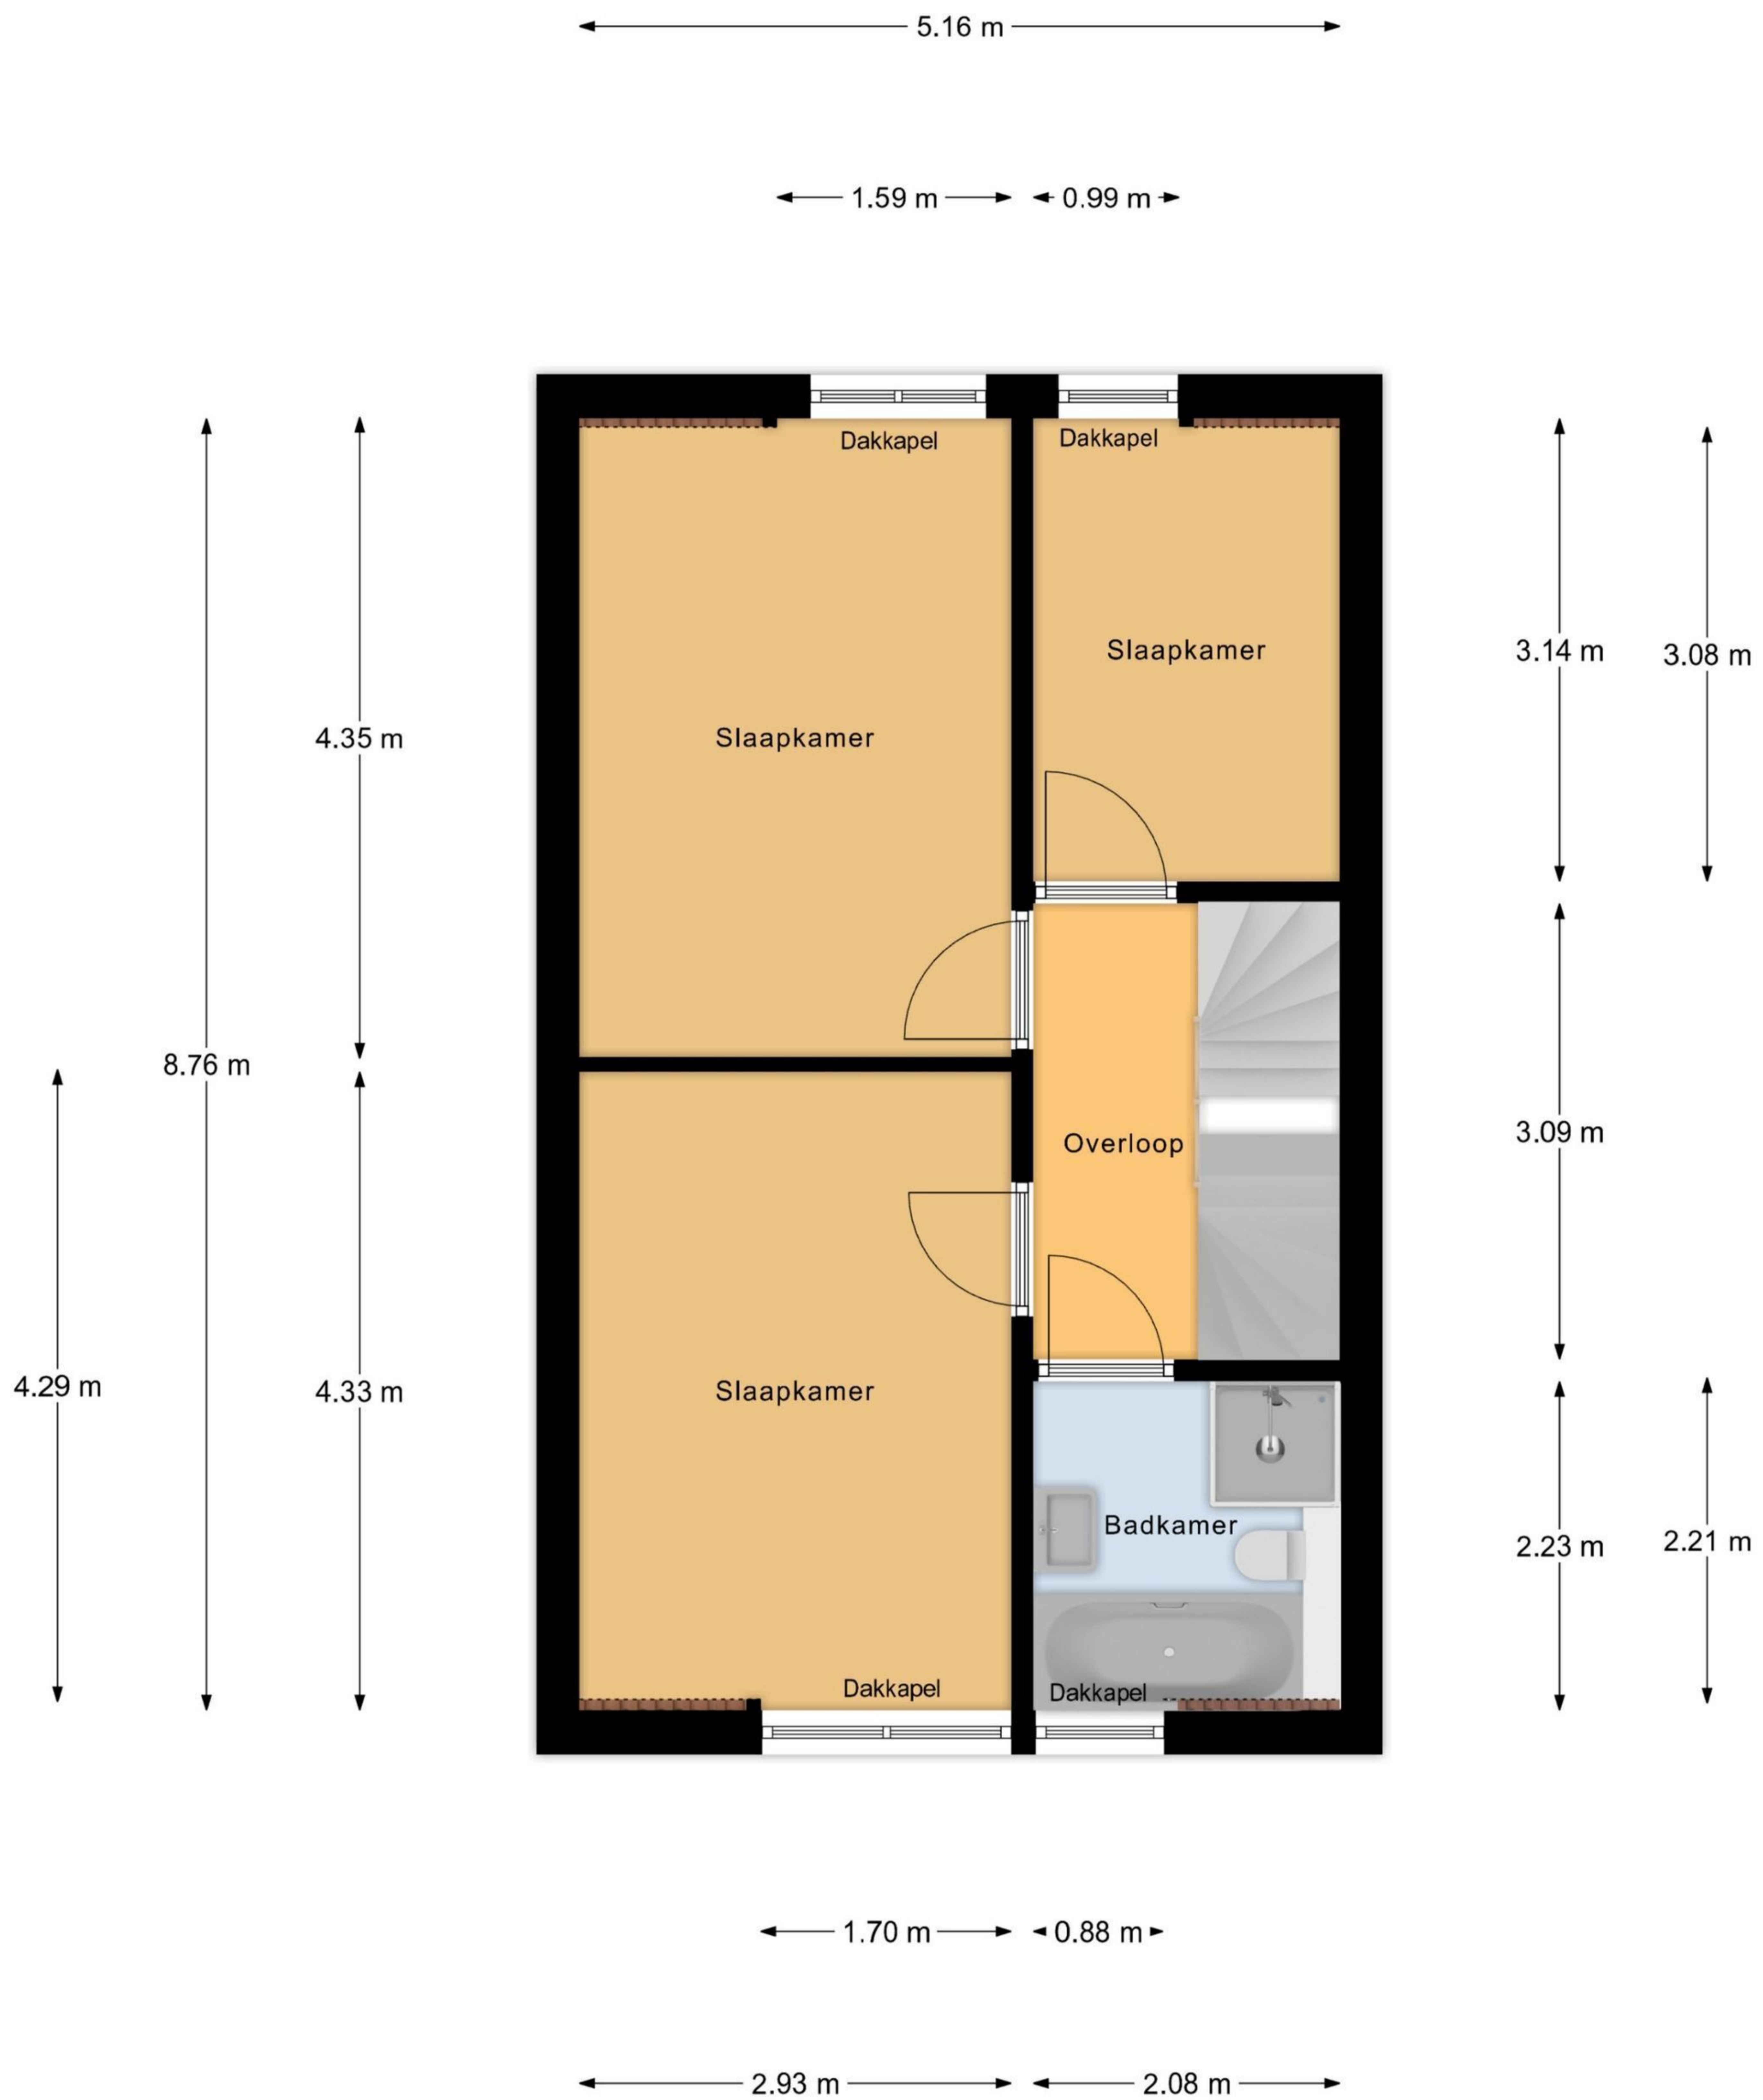 5.16 m
1.59 m
0.99 m
Dakkapel
Dakkapel
Slaapkamer
3.14 m
3.08 m
Slaapkamer
4.35 m
8.76 m
Overloop
3.09 m
4.29 m
4.33 m
Slaapkamer
Badkamer
2.23 m
2.21 m
Dakkapel
Dakkapel
1.70 m
0.88 m
2.93 m
2.08 m